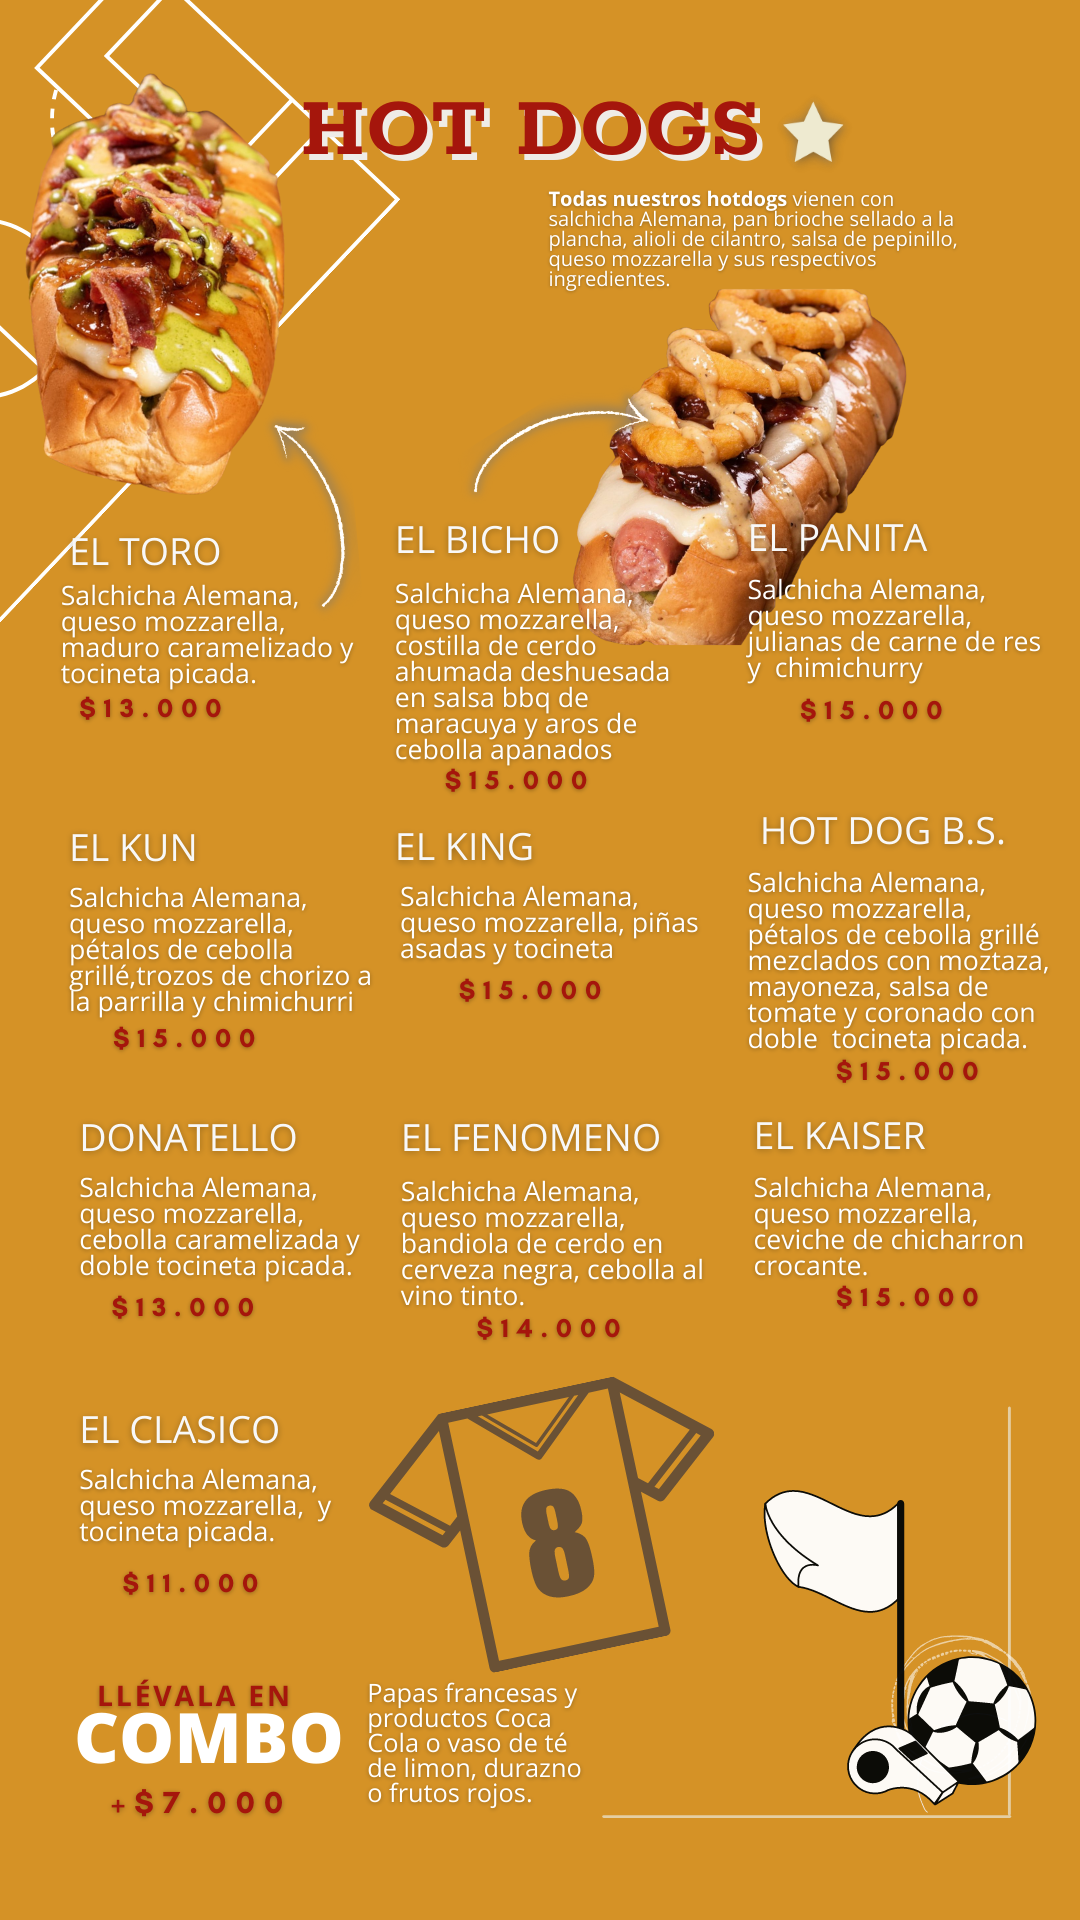 HOT DOGS
Todas nuestros hotdogs vienen con
salchicha Alemana, pan brioche sellado a la
plancha, alioli de cilantro, salsa de pepinillo,
queso mozzarella y sus respectivos
ingredientes.
EL TORO
Salchicha Alemana,
queso mozzarella,
maduro caramelizado y
tocineta picada.
$13.000
EL BICHO
Salchicha Alemana,
queso mozzarella,
costilla de cerdo
ahumada deshuesada
en salsa bbq de
maracuya y aros de
cebolla apanados
$15.000
EL PANITA
Salchicha Alemana,
queso mozzarella,
julianas de carne de res
y chimichurry
$15.000
EL KUN
Salchicha Alemana,
queso mozzarella,
pétalos de cebolla
grillé,trozos de chorizo a
la parrilla y chimichurri
$15.000
EL KING
Salchicha Alemana,
queso mozzarella, piñas
asadas y tocineta
$15.000
HOT DOG B.S.
Salchicha Alemana,
queso mozzarella,
pétalos de cebolla grillé
mezclados con moztaza,
mayoneza, salsa de
tomate y coronado con
doble tocineta picada.
$15.000
DONATELLO
Salchicha Alemana,
queso mozzarella,
cebolla caramelizada y
doble tocineta picada.
$13.000
EL FENOMENO
Salchicha Alemana,
queso mozzarella,
bandiola de cerdo en
cerveza negra, cebolla al
vino tinto.
$14.000
EL KAISER
Salchicha Alemana,
queso mozzarella,
ceviche de chicharron
crocante.
$15.000
EL CLASICO
Salchicha Alemana,
queso mozzarella, y
tocineta picada.
$11.000
8
LLÉVALA EN
COMBO
+$7.000
Papas francesas y
productos Coca
Cola o vaso de té
de limon, durazno
o frutos rojos.